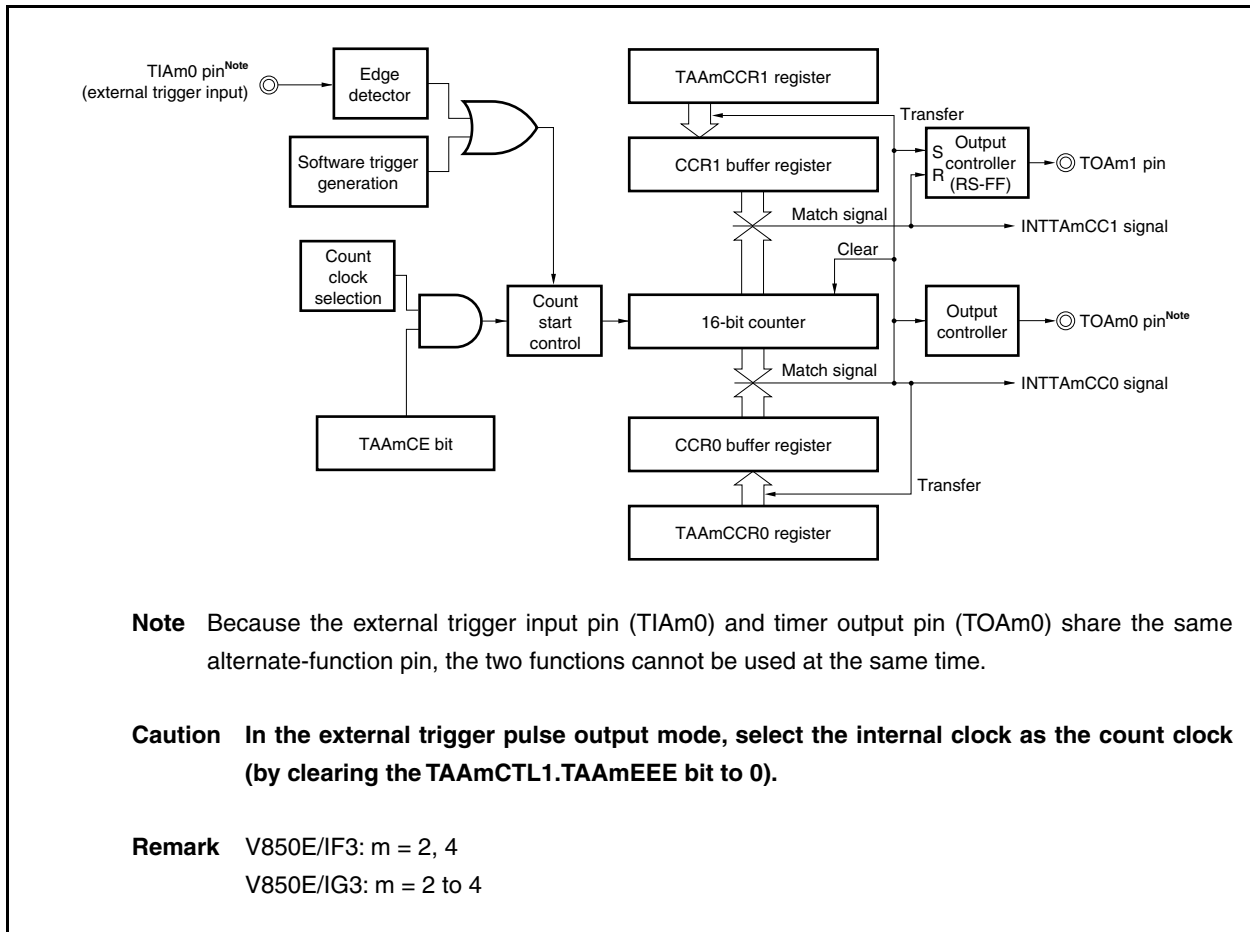 TIAm0 pinNote
(external trigger input)
Edge
detector
Software trigger
generation
Count
clock
selection
TAAmCE bit
Count
start
control
TAAmCCR1 register
Transfer
CCR1 buffer register
S
R
Output
controller
(RS-FF)
TOAm1 pin
Match signal
INTTAmCC1 signal
Clear
16-bit counter
Output
controller
TOAm0 pinNote
Match signal
INTTAmCC0 signal
CCR0 buffer register
Transfer
TAAmCCR0 register
Note Because the external trigger input pin (TIAm0) and timer output pin (TOAm0) share the same
alternate-function pin, the two functions cannot be used at the same time.
Caution In the external trigger pulse output mode, select the internal clock as the count clock
(by clearing the TAAmCTL1.TAAmEEE bit to 0).
Remark V850E/IF3: m = 2, 4
V850E/IG3: m = 2 to 4